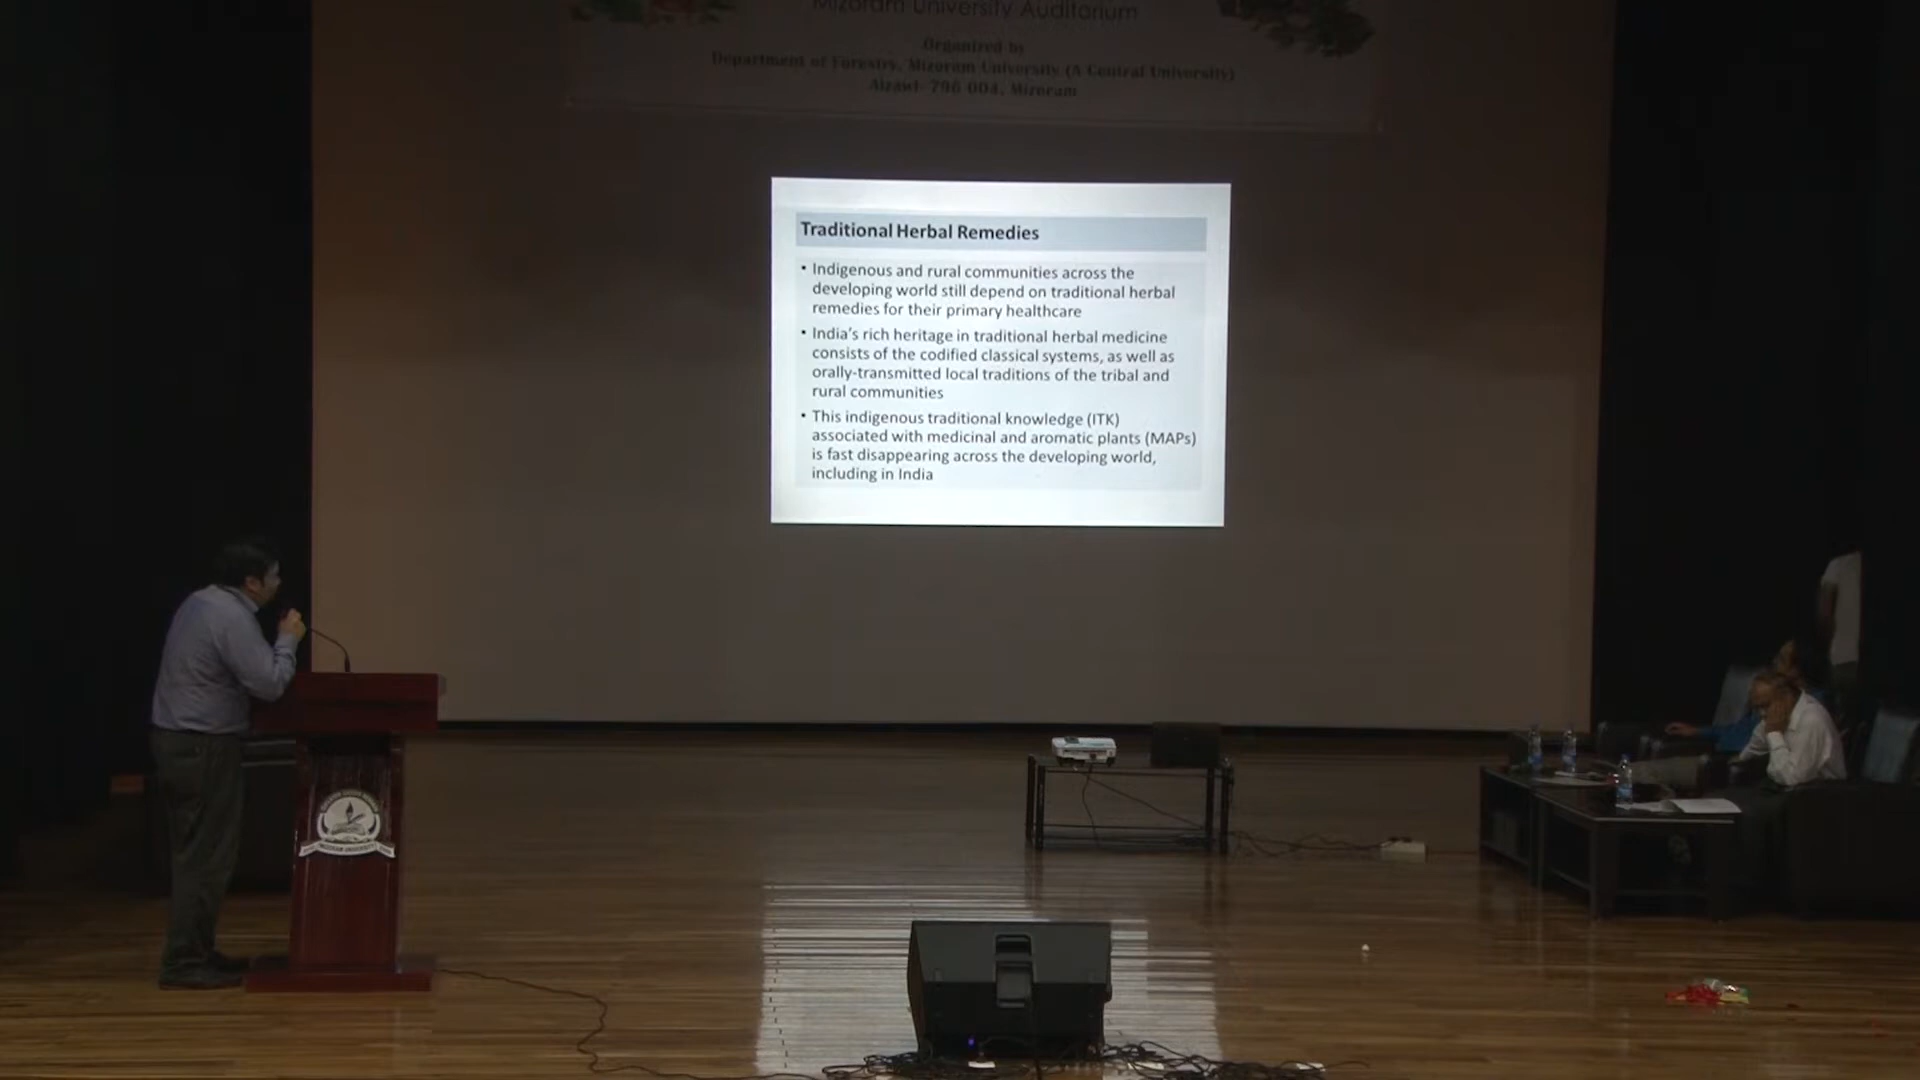 Mizoram University Auditorium
Organized by
Department of Forestry, Mizoram University (A Central University)
Aizawl- 796 004, Mizoram
Traditional Herbal Remedies
• Indigenous and rural communities across the
developing world still depend on traditional herbal
remedies for their primary healthcare
• India's rich heritage in traditional herbal medicine
consists of the codified classical systems, as well as
orally-transmitted local traditions of the tribal and
rural communities
• This indigenous traditional knowledge (ITK)
associated with medicinal and aromatic plants (MAPs)
is fast disappearing across the developing world,
including in India
MIZORAM UNIVERSITY